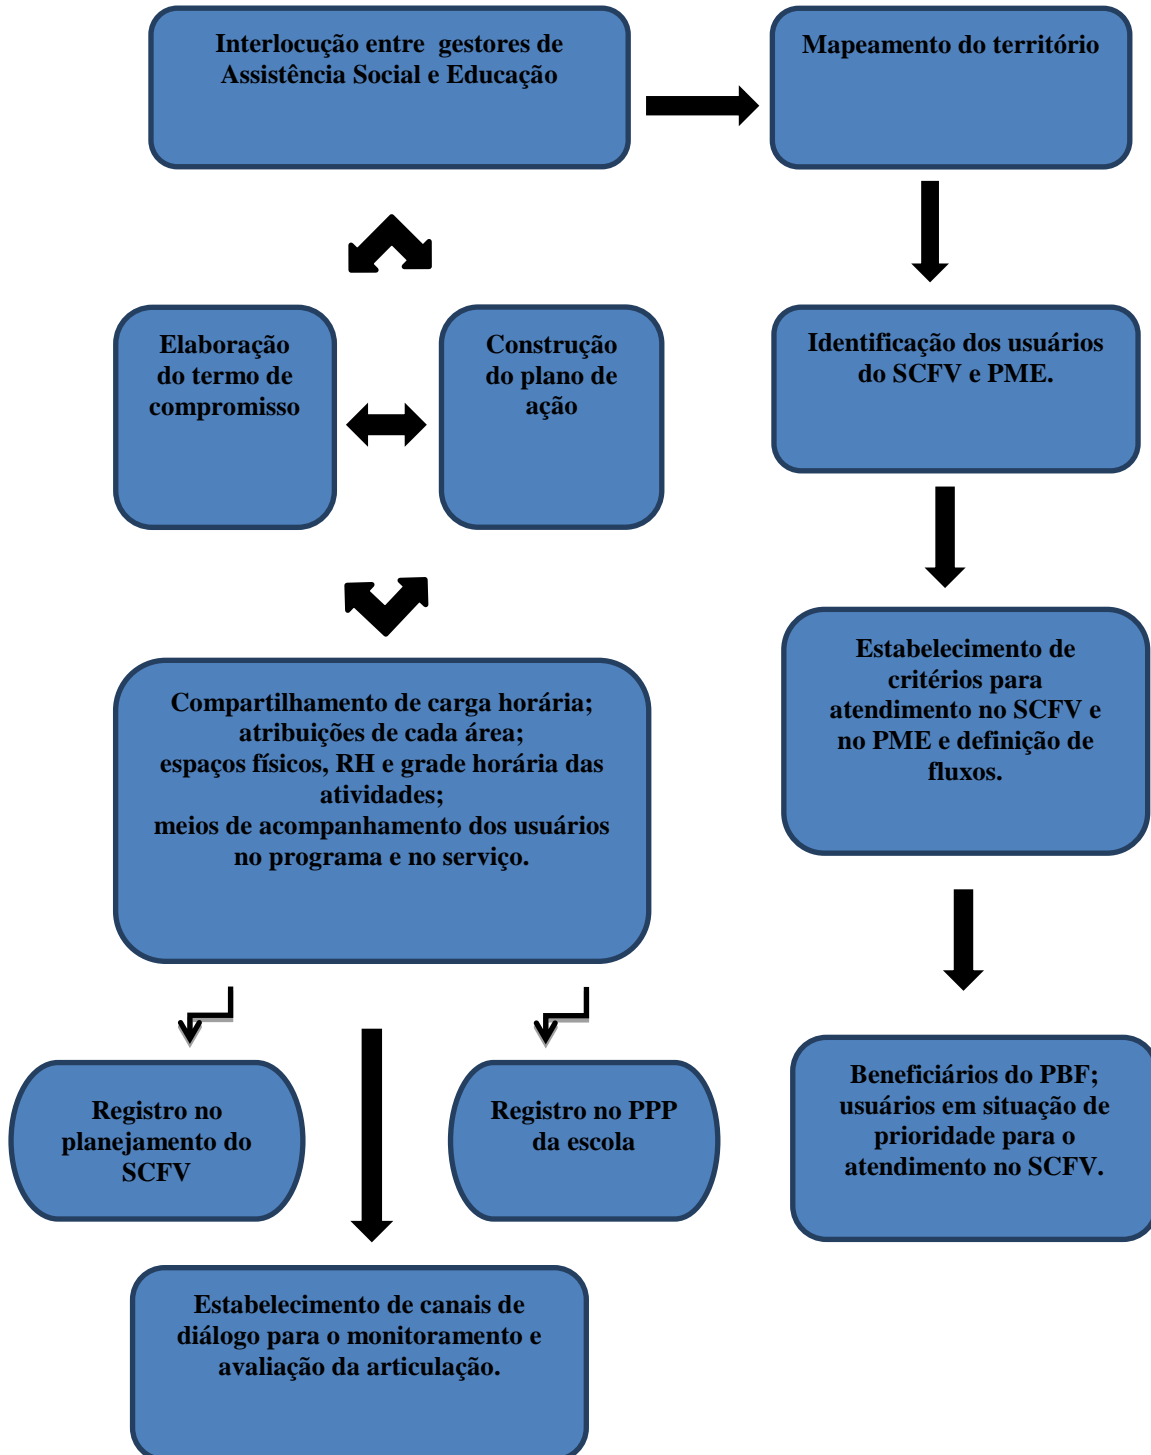 Interlocução entre gestores de
Assistência Social e Educação
Mapeamento do território
Elaboração
do termo de
compromisso
Construção
do plano de
ação
Identificação dos usuários
do SCFV e PME.
Compartilhamento de carga horária;
atribuições de cada área;
espaços físicos, RH e grade horária das
atividades;
meios de acompanhamento dos usuários
no programa e no serviço.
Estabelecimento de
critérios para
atendimento no SCFV e
no PME e definição de
fluxos.
Registro no
planejamento do
SCFV
Registro no PPP
da escola
Beneficiários do PBF;
usuários em situação de
prioridade para o
atendimento no SCFV.
Estabelecimento de canais de
diálogo para o monitoramento e
avaliação da articulação.